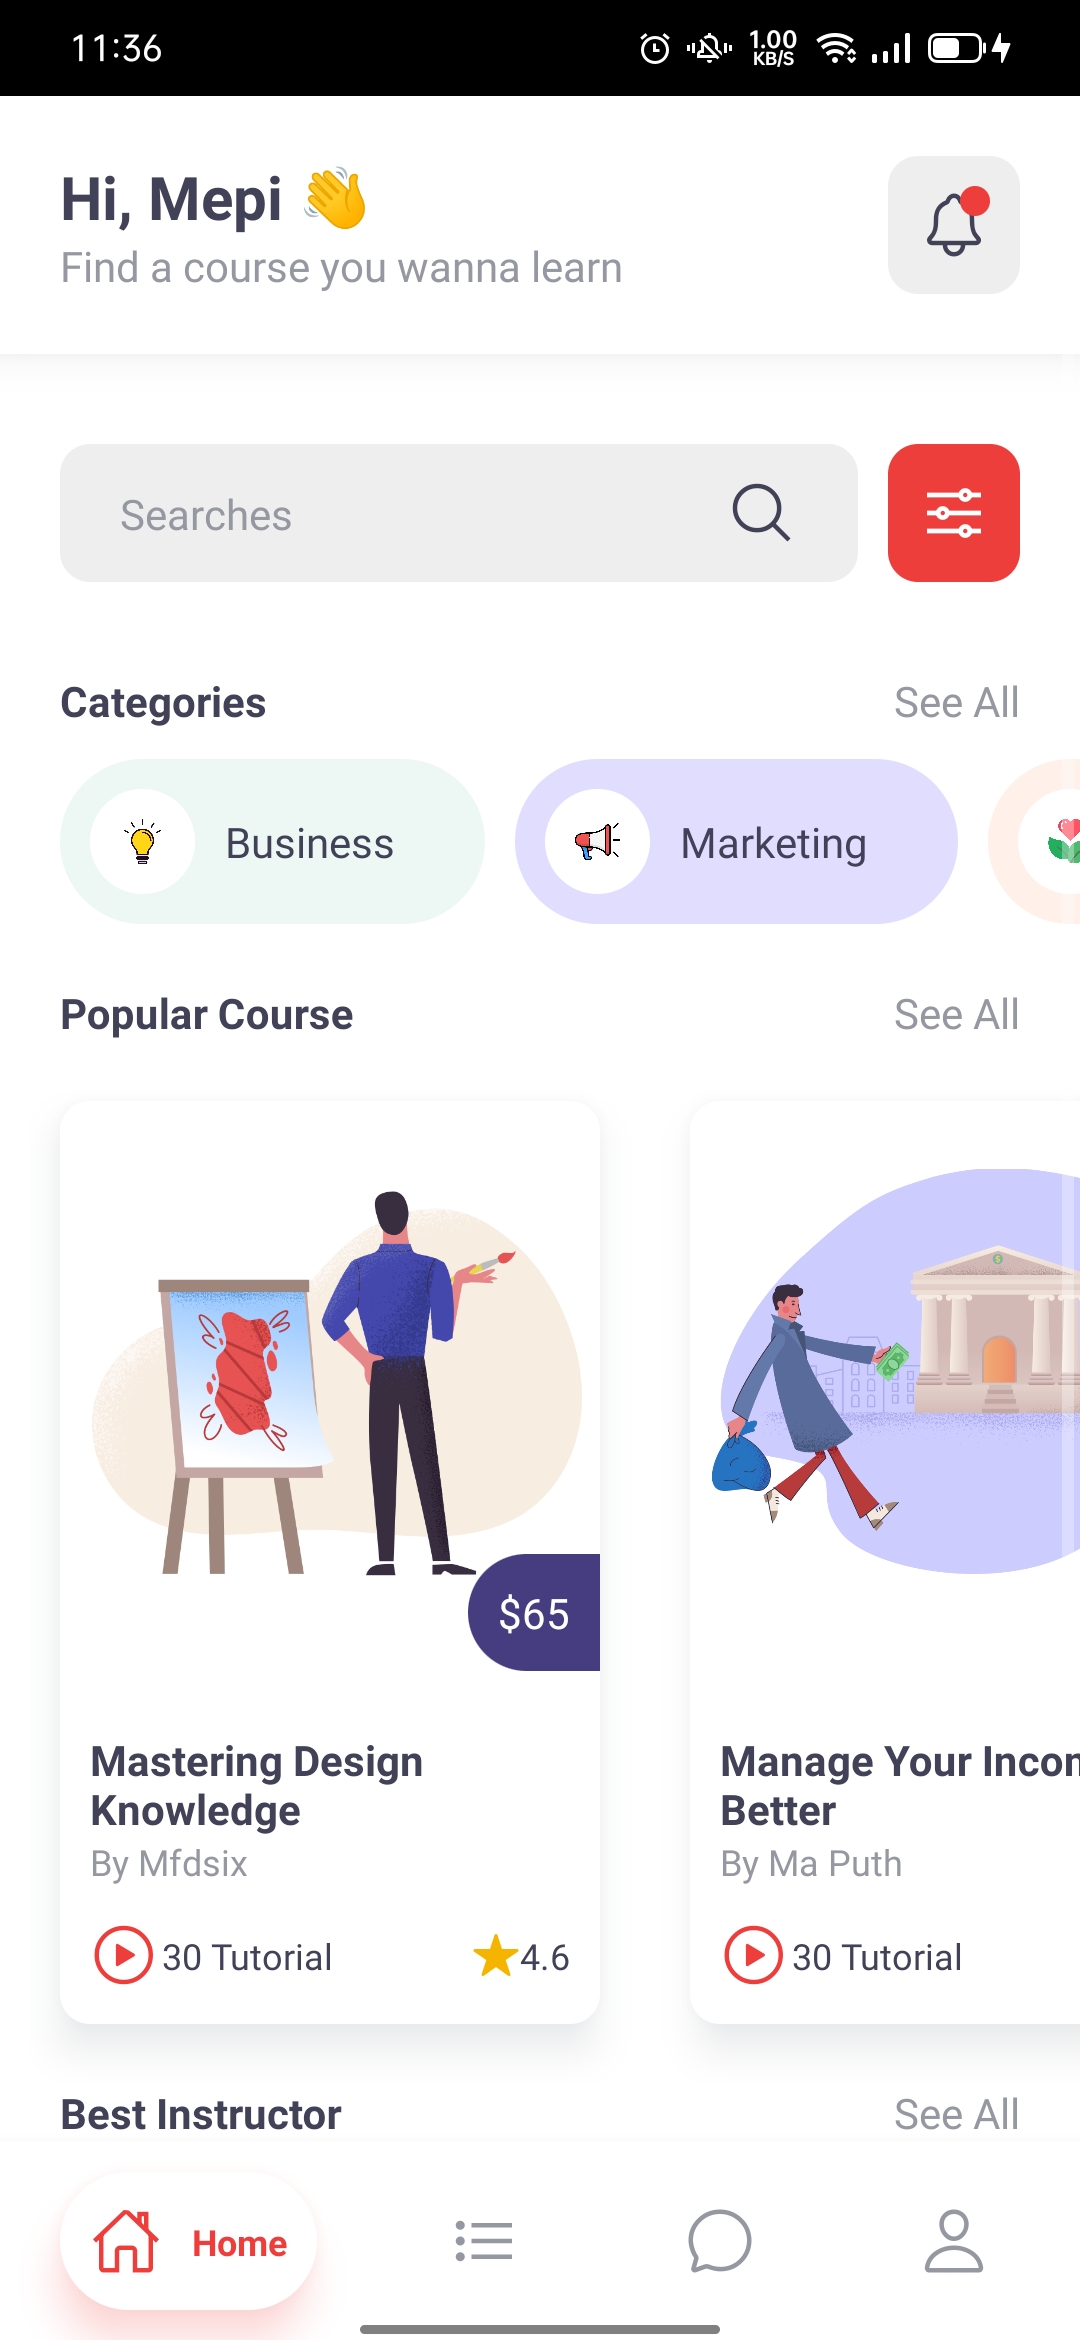 11:36
1.00
KB/S
Hi, Mepi 👋
Find a course you wanna learn
Searches
Categories
See All
Business
Marketing
Popular Course
See All
$65
Mastering Design
Knowledge
By Mfdsix
30 Tutorial
4.6
Manage Your
Better
By Ma Puth
30 Tutorial
Best Instructor
See All
Home